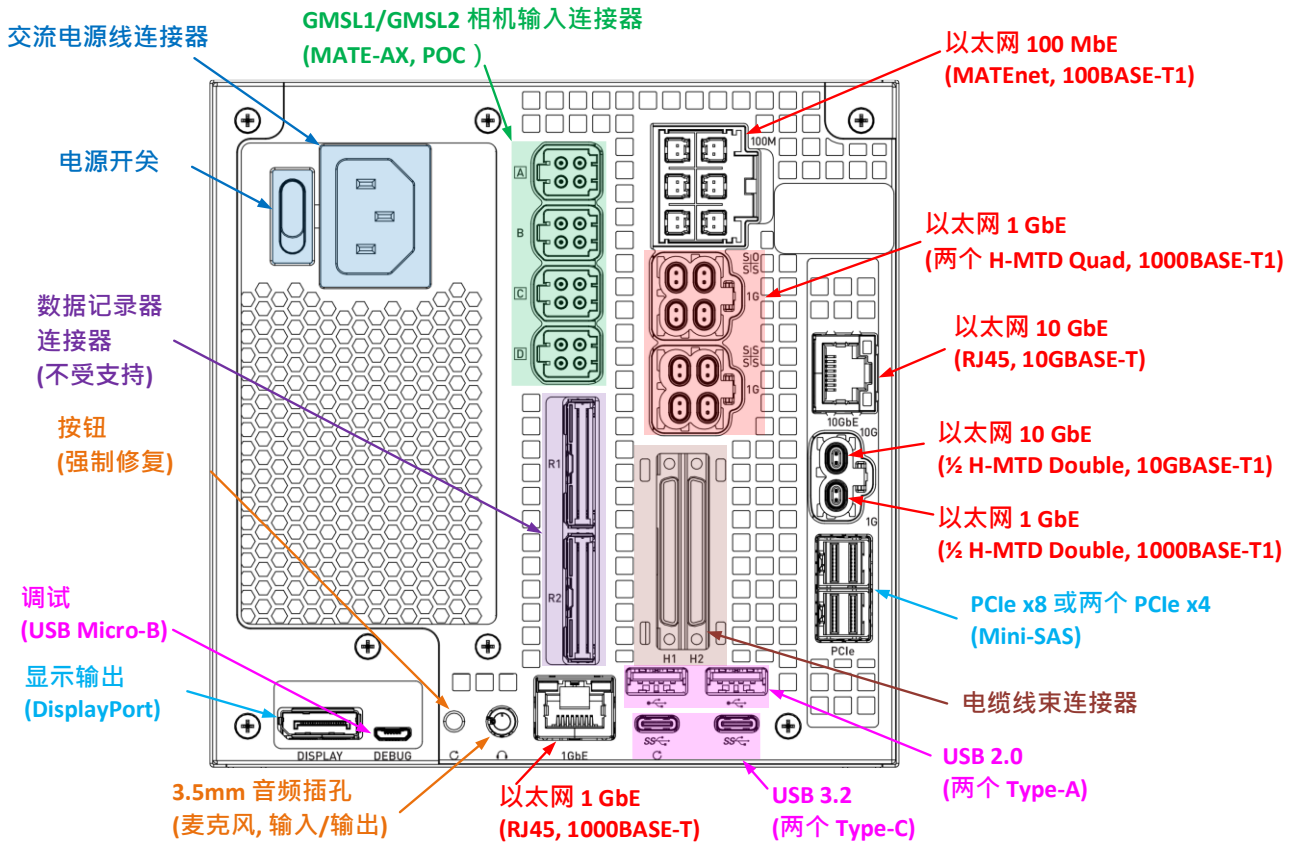 GMSL1/GMSL2 相机输入连接器
(MATE-AX, POC )
交流电源线连接器
以太网 100 MbE
(MATEnet, 100BASE-T1)
电源开关
100M
A
B
C
D
以太网 1 GbE
(两个 H-MTD Quad, 1000BASE-T1)
S|O
S|S
1G
S|S
S|S
1G
数据记录器
连接器
(不受支持)
以太网 10 GbE
(RJ45, 10GBASE-T)
10GbE
10G
按钮
(强制修复)
以太网 10 GbE
(½ H-MTD Double, 10GBASE-T1)
R1
以太网 1 GbE
(½ H-MTD Double, 1000BASE-T1)
1G
R2
调试
(USB Micro-B)
PCIe x8 或两个 PCIe x4
(Mini-SAS)
PCIe
H1 H2
显示输出
(DisplayPort)
电缆线束连接器
DISPLAY
DEBUG
1GbE
SS
SS
USB 2.0
(两个 Type-A)
3.5mm 音频插孔
(麦克风, 输入/输出)
以太网 1 GbE
(RJ45, 1000BASE-T)
USB 3.2
(两个 Type-C)